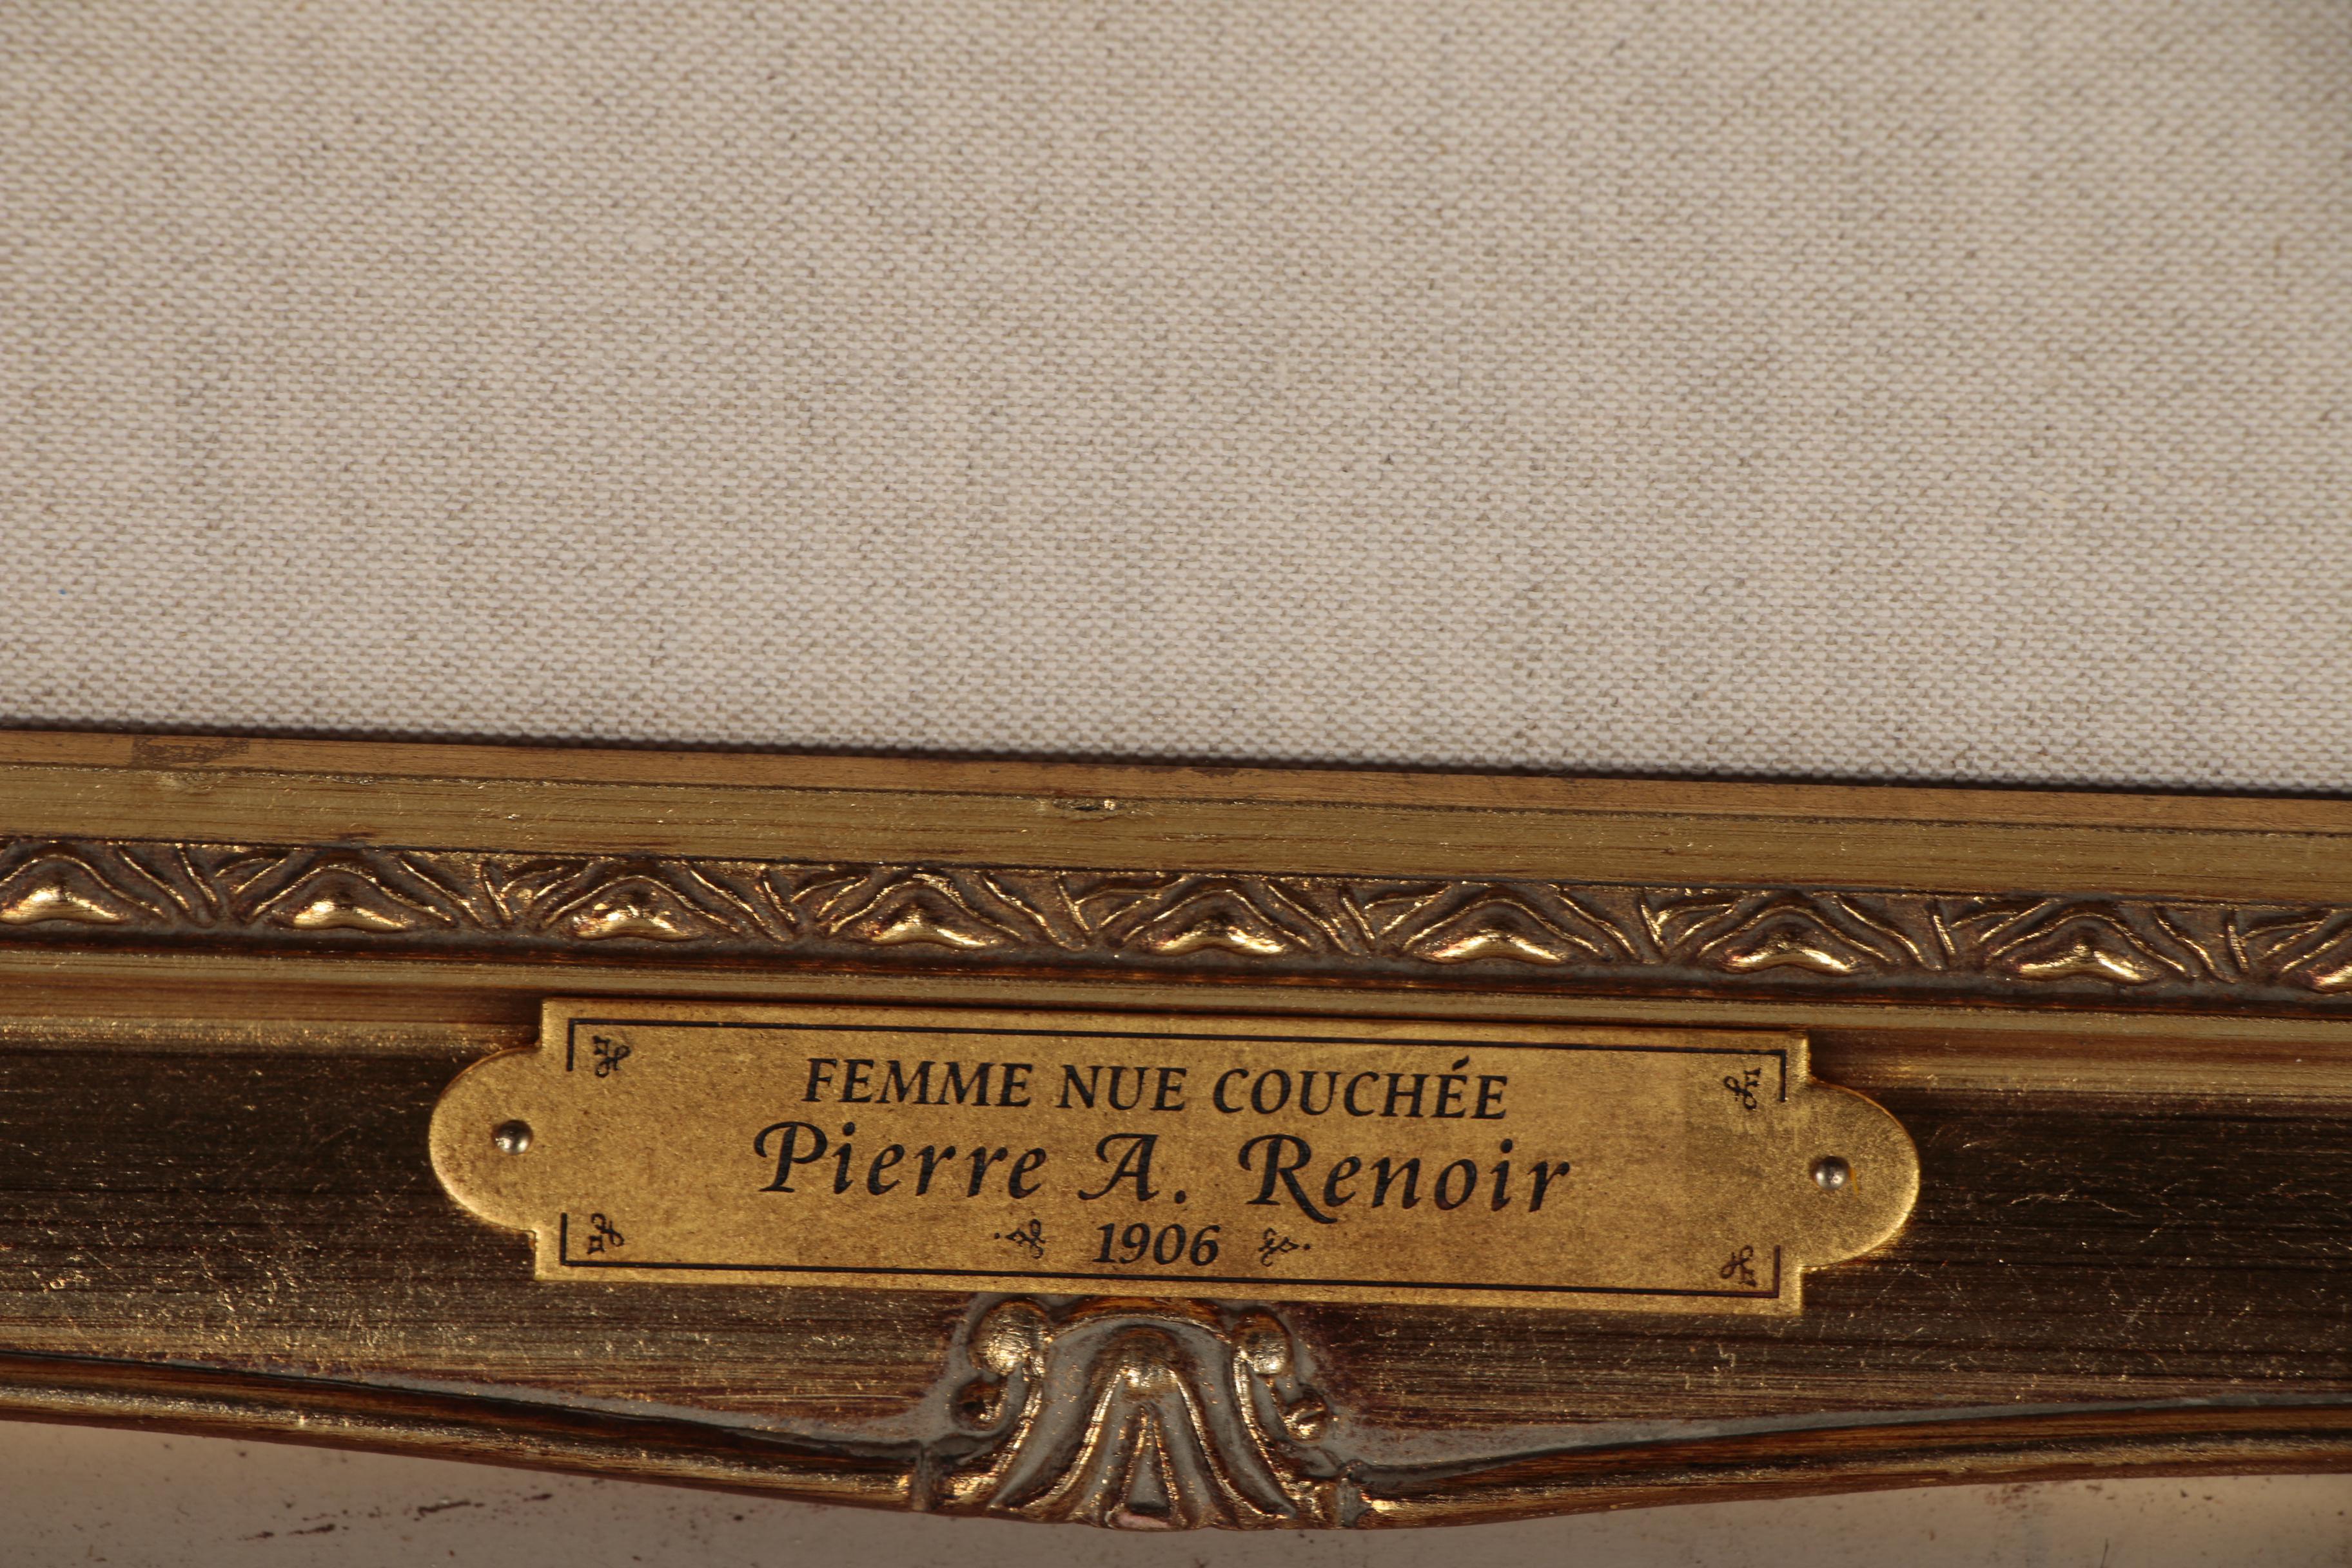 FEMME NUE COUCHÉE
Pierre A. Renoir
1906